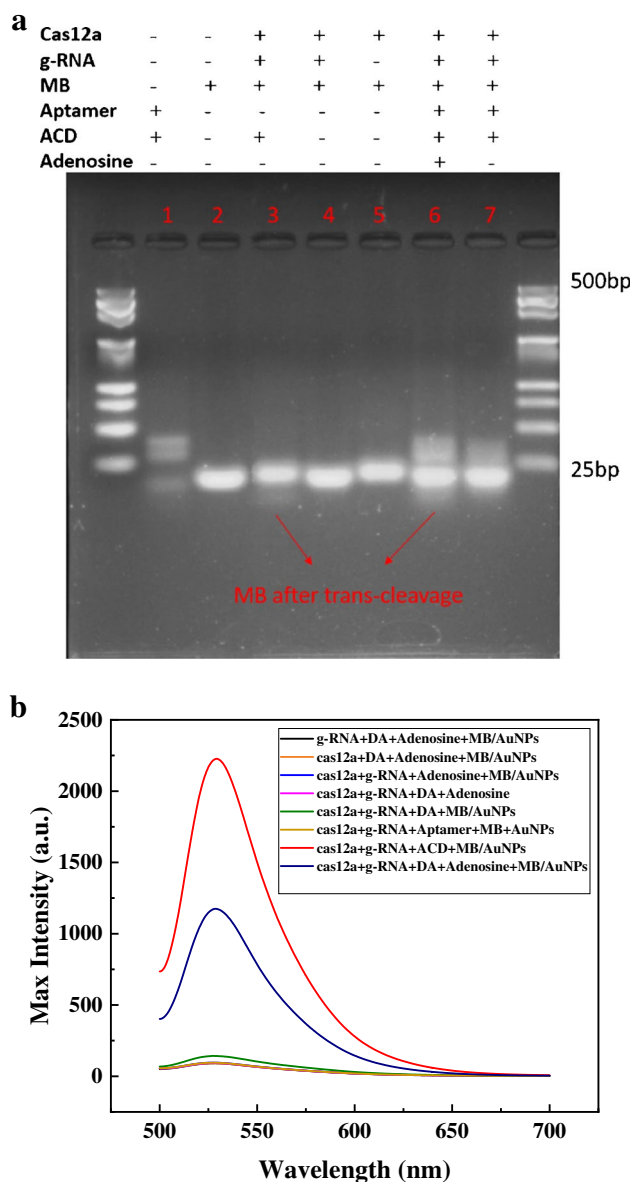 a
Cas12a - - + + + + +
g-RNA - - + + - + +
MB - + + + + + +
Aptamer + - - - - + +
ACD + - + - - + +
Adenosine - - - - - + -
1 2 3 4 5 6 7
500bp
25bp
MB after trans-cleavage
b
2500
2000
1500
1000
500
0
Max Intensity (a.u.)
g-RNA+DA+Adenosine+MB/AuNPs
cas12a+DA+Adenosine+MB/AuNPs
cas12a+g-RNA+Adenosine+MB/AuNPs
cas12a+g-RNA+DA+Adenosine
cas12a+g-RNA+DA+MB/AuNPs
cas12a+g-RNA+Aptamer+MB+AuNPs
cas12a+g-RNA+ACD+MB/AuNPs
cas12a+g-RNA+DA+Adenosine+MB/AuNPs
500 550 600 650 700
Wavelength (nm)